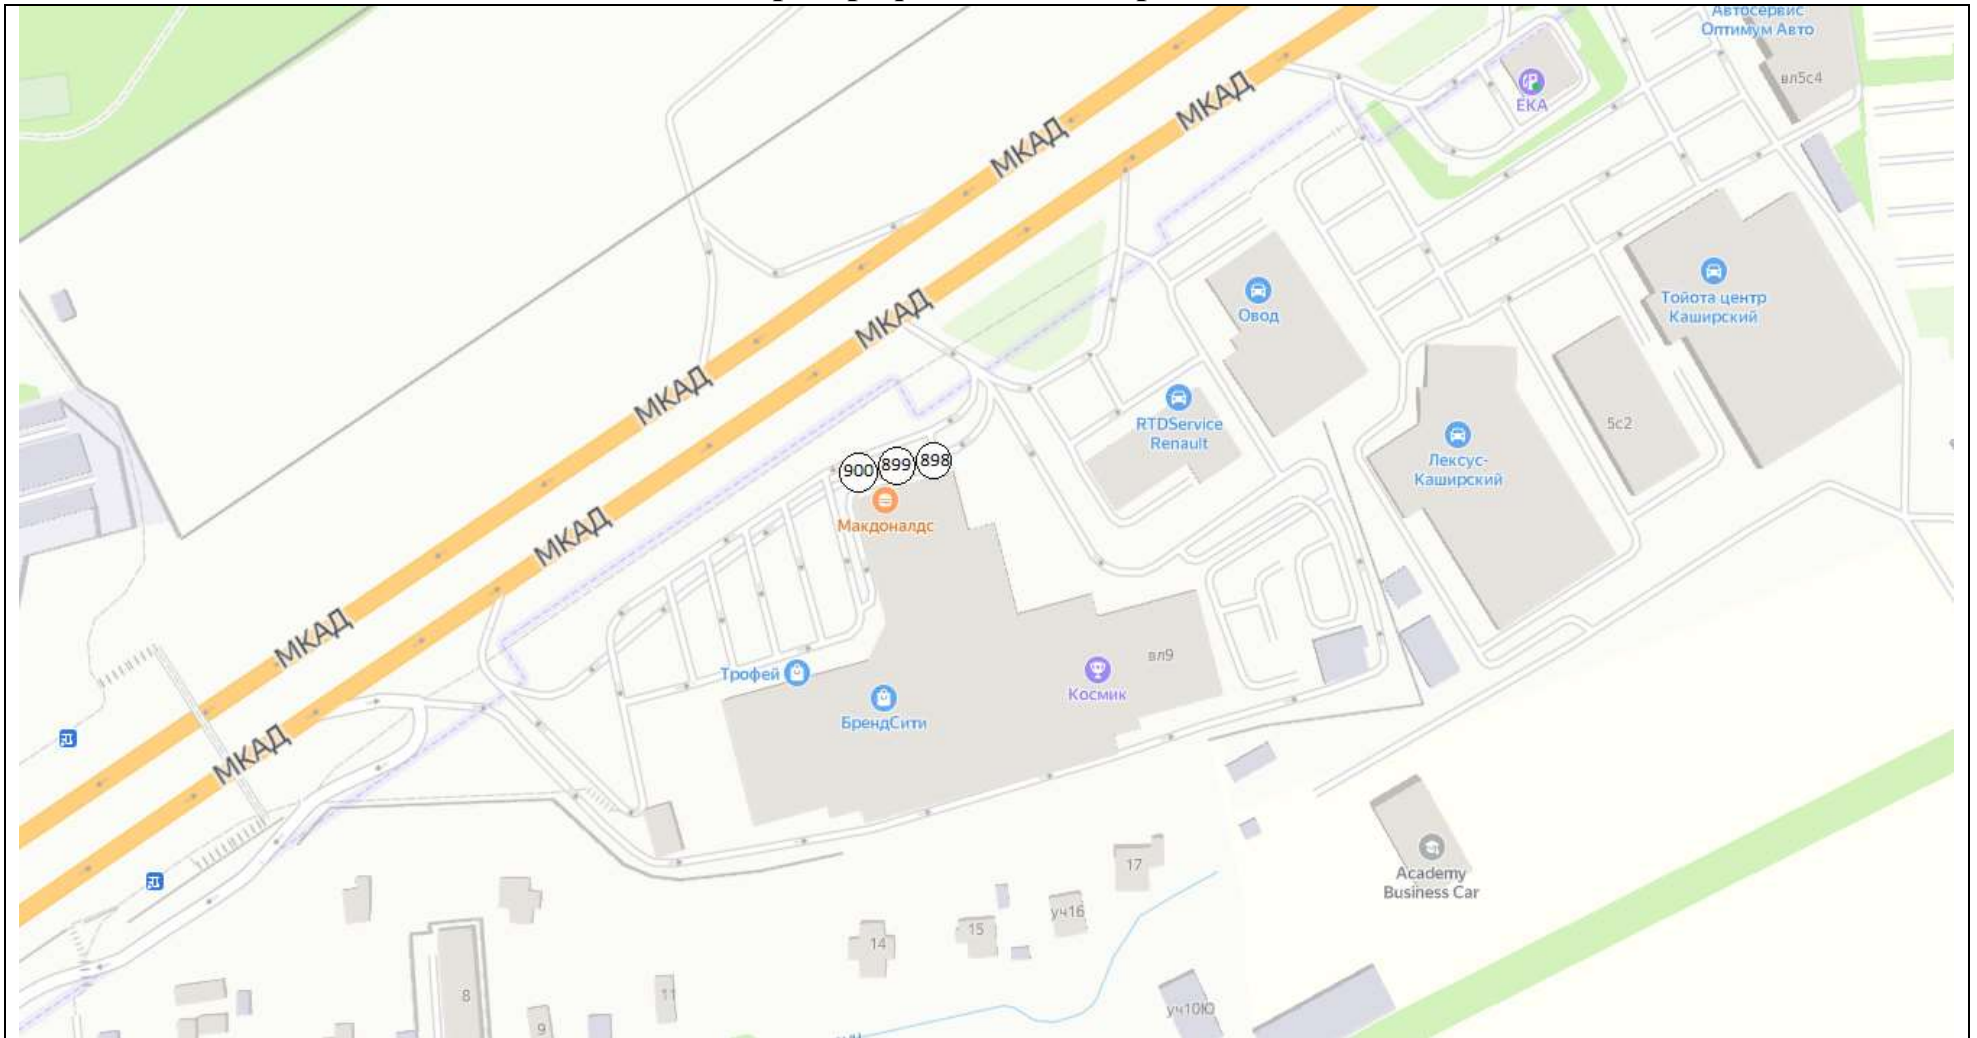 Автосервис
Оптимум Авто
вл5с4
ЕКА
МКАД
МКАД
МКАД
МКАД
МКАД
МКАД
МКАД
Овод
Тойота центр
Каширский
RTDService
Renault
5с2
Лексус-
Каширский
900
899
898
Макдоналдс
Трофей
БрендСити
Космик
вл9
Academy
Business Car
17
уч16
15
14
11
8
9
уч10Ю